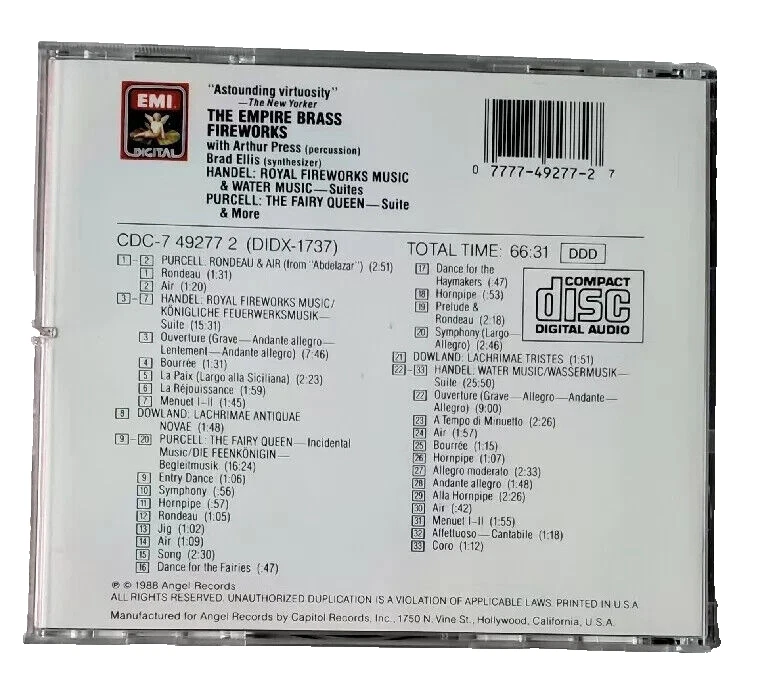 EMI
DIGITAL
"Astounding virtuosity"
—The New Yorker
THE EMPIRE BRASS
FIREWORKS
with Arthur Press (percussion)
Brad Ellis (synthesizer)
HANDEL: ROYAL FIREWORKS MUSIC
& WATER MUSIC—Suites
PURCELL: THE FAIRY QUEEN—Suite
& More
0 7777-49277-2 7
CDC-7 49277 2 (DIDX-1737)
1 - 2 PURCELL: RONDEAU & AIR (from "Abdelazar") (2:51)
1 Rondeau (1:31)
2 Air (1:20)
3 - 7 HANDEL: ROYAL FIREWORKS MUSIC/
KÖNIGLICHE FEUERWERKSMUSIK—
Suite (15:31)
3 Ouverture (Grave—Andante allegro—
Lentement—Andante allegro) (7:46)
4 Bourrée (1:31)
5 La Paix (Largo alla Siciliana) (2:23)
6 La Réjouissance (1:59)
7 Menuet I–II (1:45)
8 DOWLAND: LACHRIMAE ANTIQUAE
NOVAE (1:48)
9 - 20 PURCELL: THE FAIRY QUEEN—Incidental
Music/DIE FEENKÖNIGIN—
Begleitmusik (16:24)
9 Entry Dance (1:06)
10 Symphony (:56)
11 Hornpipe (:57)
12 Rondeau (1:05)
13 Jig (1:02)
14 Air (1:09)
15 Song (2:30)
16 Dance for the Fairies (:47)
TOTAL TIME: 66:31 DDD
17 Dance for the
Haymakers (:47)
18 Hornpipe (:53)
19 Prelude &
Rondeau (2:18)
20 Symphony (Largo—
Allegro) (2:46)
COMPACT
disc
DIGITAL AUDIO
21 DOWLAND: LACHRIMAE TRISTES (1:51)
22 - 33 HANDEL: WATER MUSIC/WASSERMUSIK—
Suite (25:50)
22 Ouverture (Grave—Allegro—Andante—
Allegro) (9:00)
23 A Tempo di Minuetto (2:26)
24 Air (1:57)
25 Bourrée (1:15)
26 Hornpipe (1:07)
27 Allegro moderato (2:33)
28 Andante allegro (1:48)
29 Alla Hornpipe (2:26)
30 Air (:42)
31 Menuet I–II (1:55)
32 Affettuoso—Cantabile (1:18)
33 Coro (1:12)
℗ © 1988 Angel Records
ALL RIGHTS RESERVED. UNAUTHORIZED DUPLICATION IS A VIOLATION OF APPLICABLE LAWS. PRINTED IN U.S.A.
Manufactured for Angel Records by Capitol Records, Inc., 1750 N. Vine St., Hollywood, California, U.S.A.